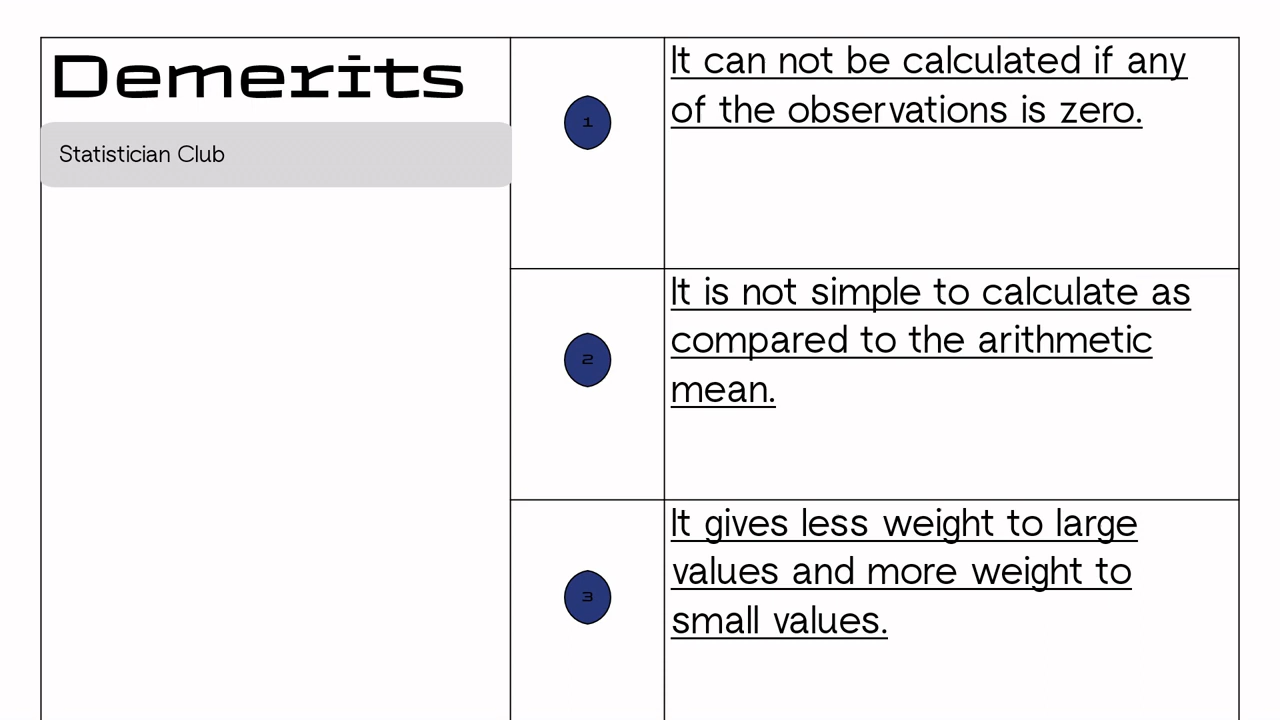 Demerits
Statistician Club
1
It can not be calculated if any
of the observations is zero.
2
It is not simple to calculate as
compared to the arithmetic
mean.
3
It gives less weight to large
values and more weight to
small values.